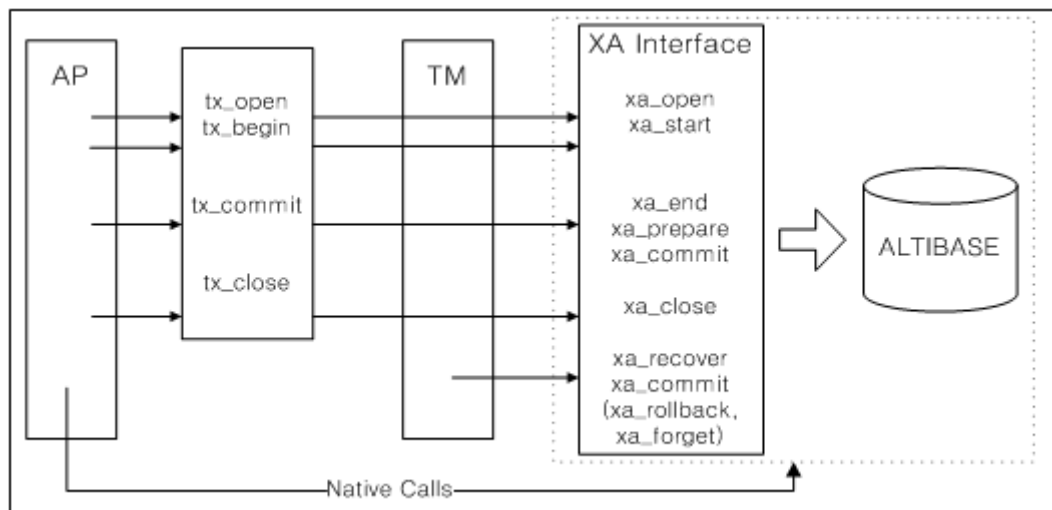 AP
tx_open
tx_begin
tx_commit
tx_close
TM
XA Interface
xa_open
xa_start
xa_end
xa_prepare
xa_commit
xa_close
xa_recover
xa_commit
(xa_rollback,
xa_forget)
ALTIBASE
Native Calls